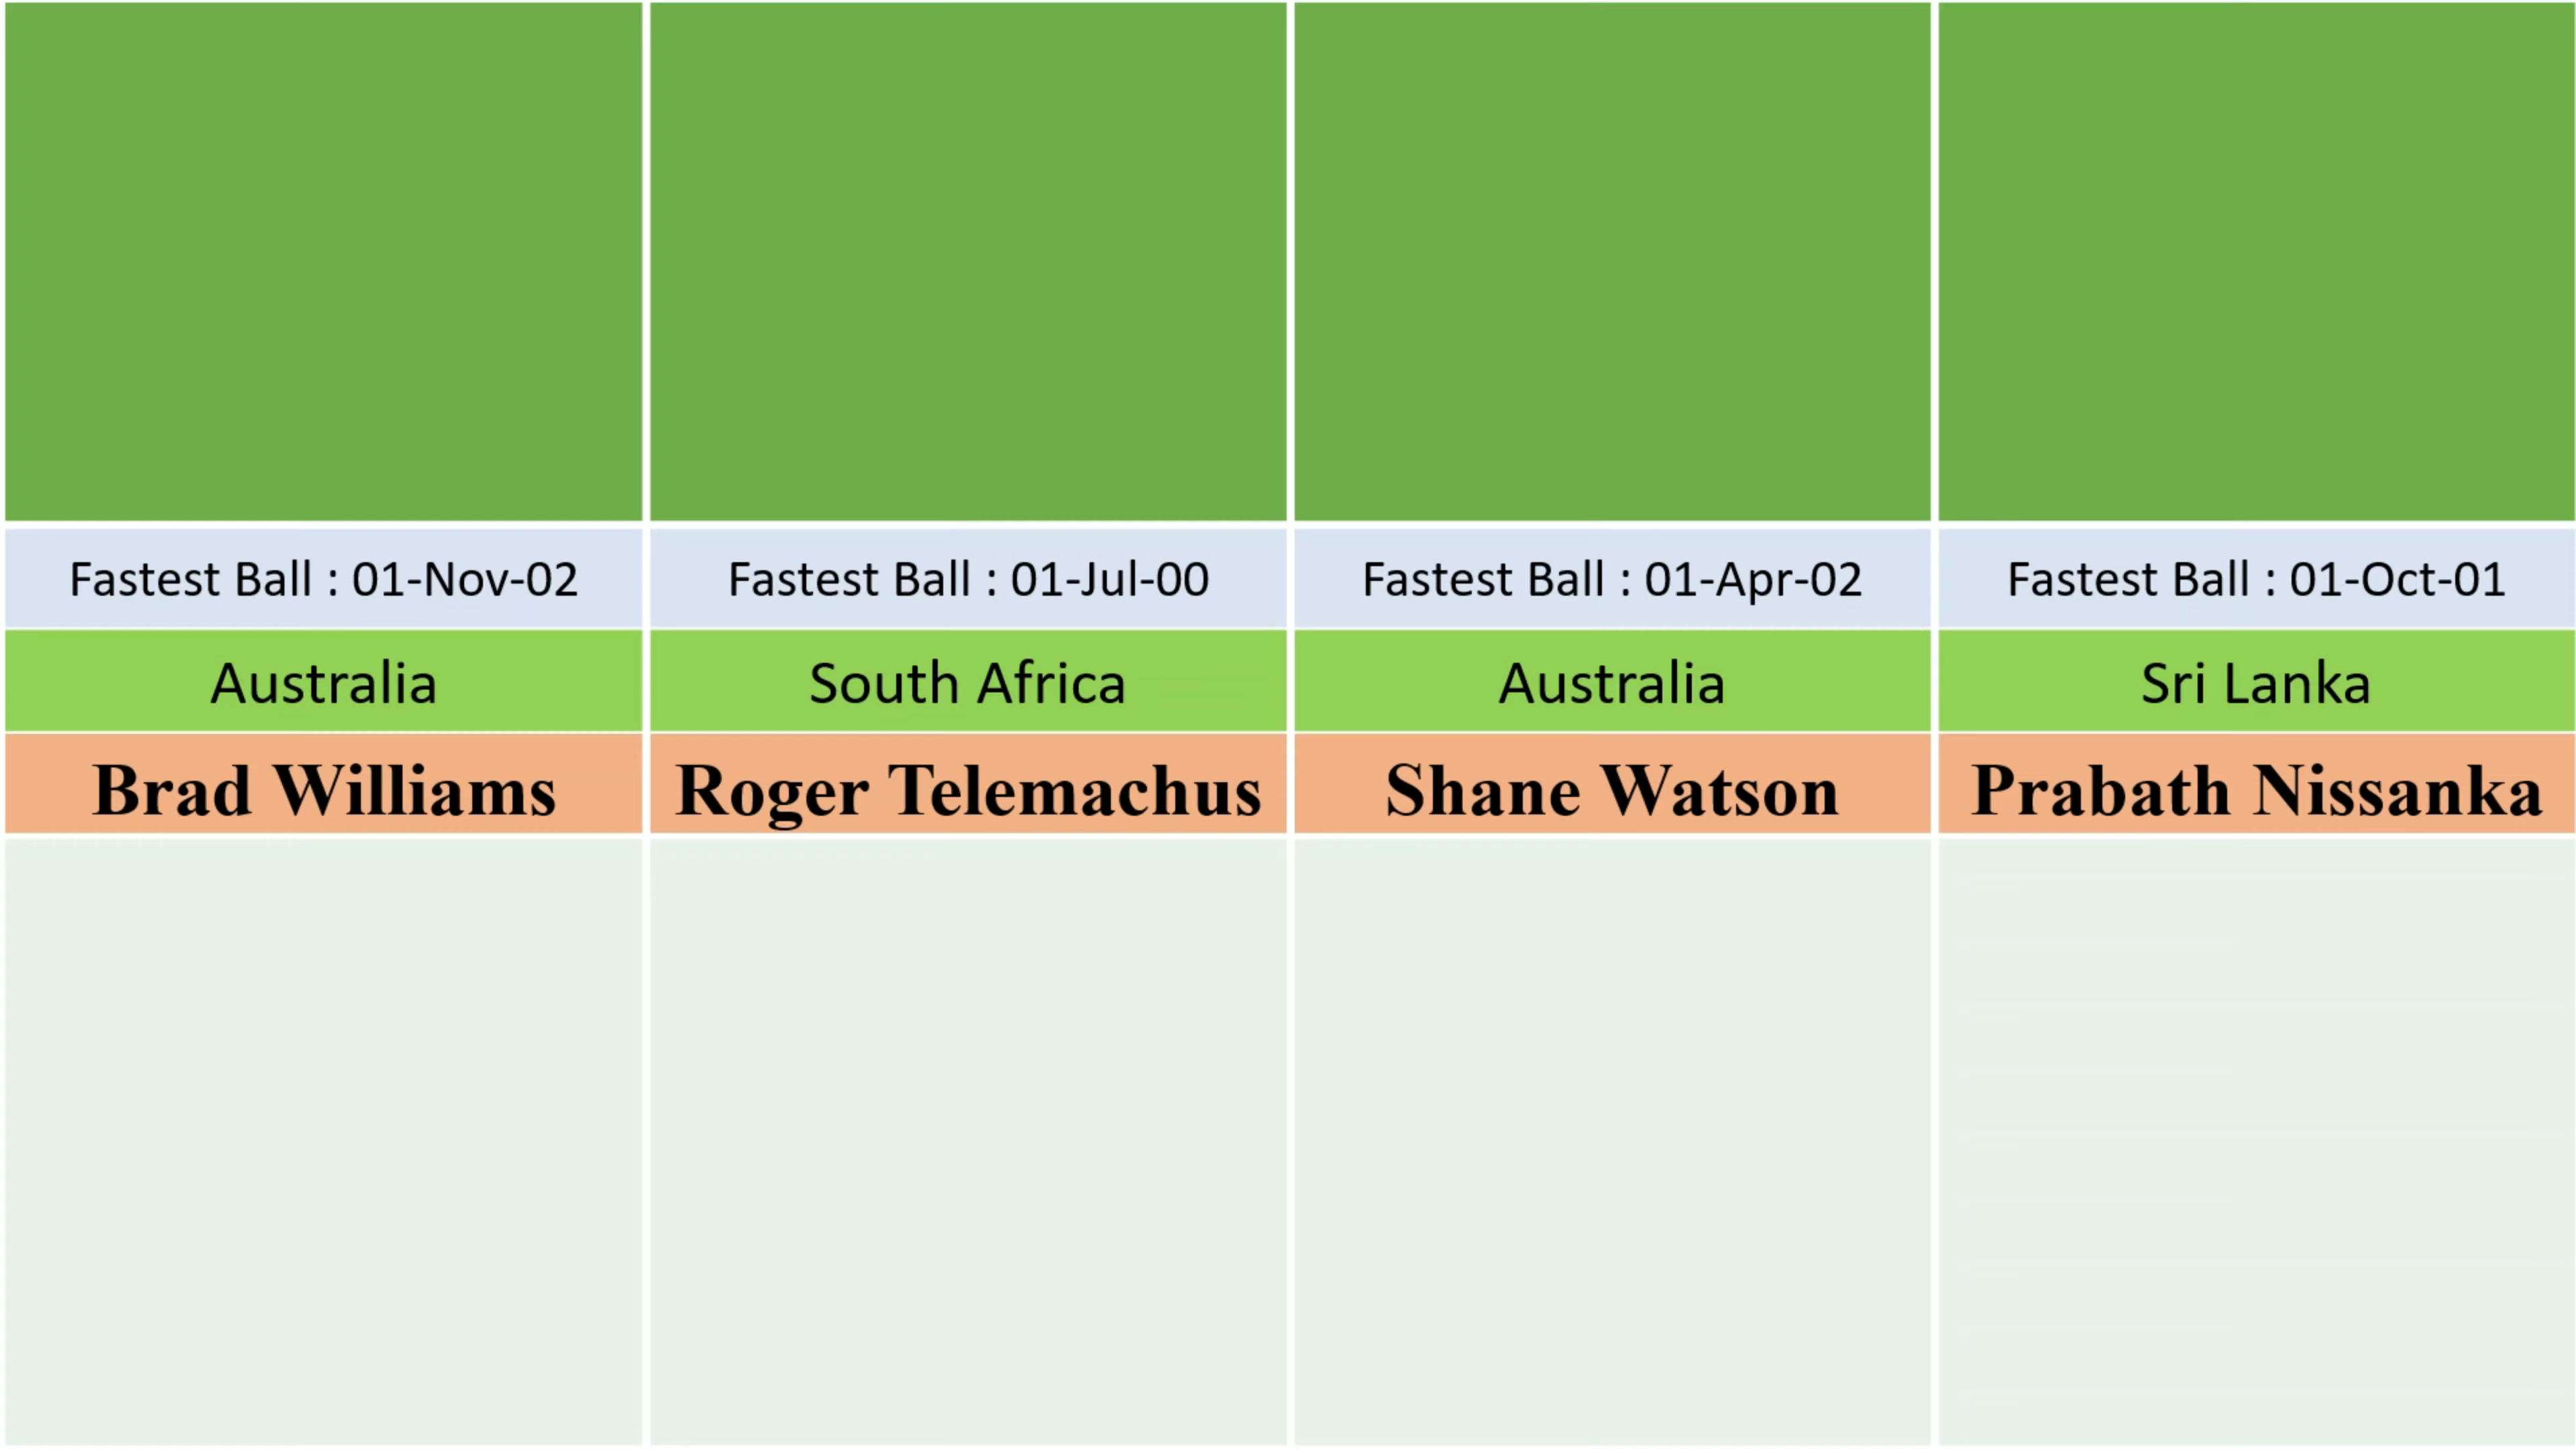 Fastest Ball : 01-Nov-02
Fastest Ball : 01-Jul-00
Fastest Ball : 01-Apr-02
Fastest Ball : 01-Oct-01
Australia
South Africa
Australia
Sri Lanka
Brad Williams
Roger Telemachus
Shane Watson
Prabath Nissanka